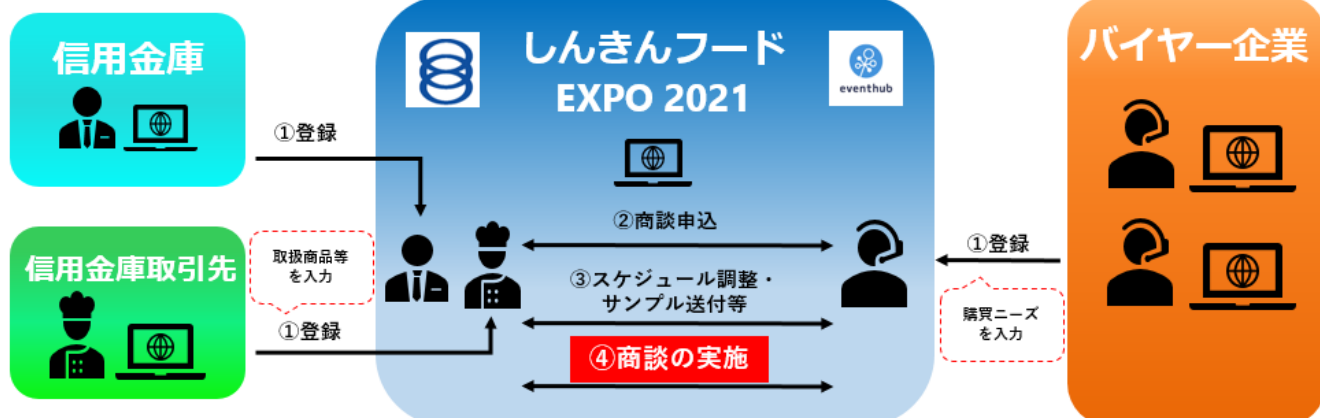 信用金庫
①登録
信用金庫取引先
取扱商品等
を入力
①登録
しんきんフード
EXPO 2021
eventhub
②商談申込
③スケジュール調整・
サンプル送付等
④商談の実施
バイヤー企業
①登録
購買ニーズ
を入力